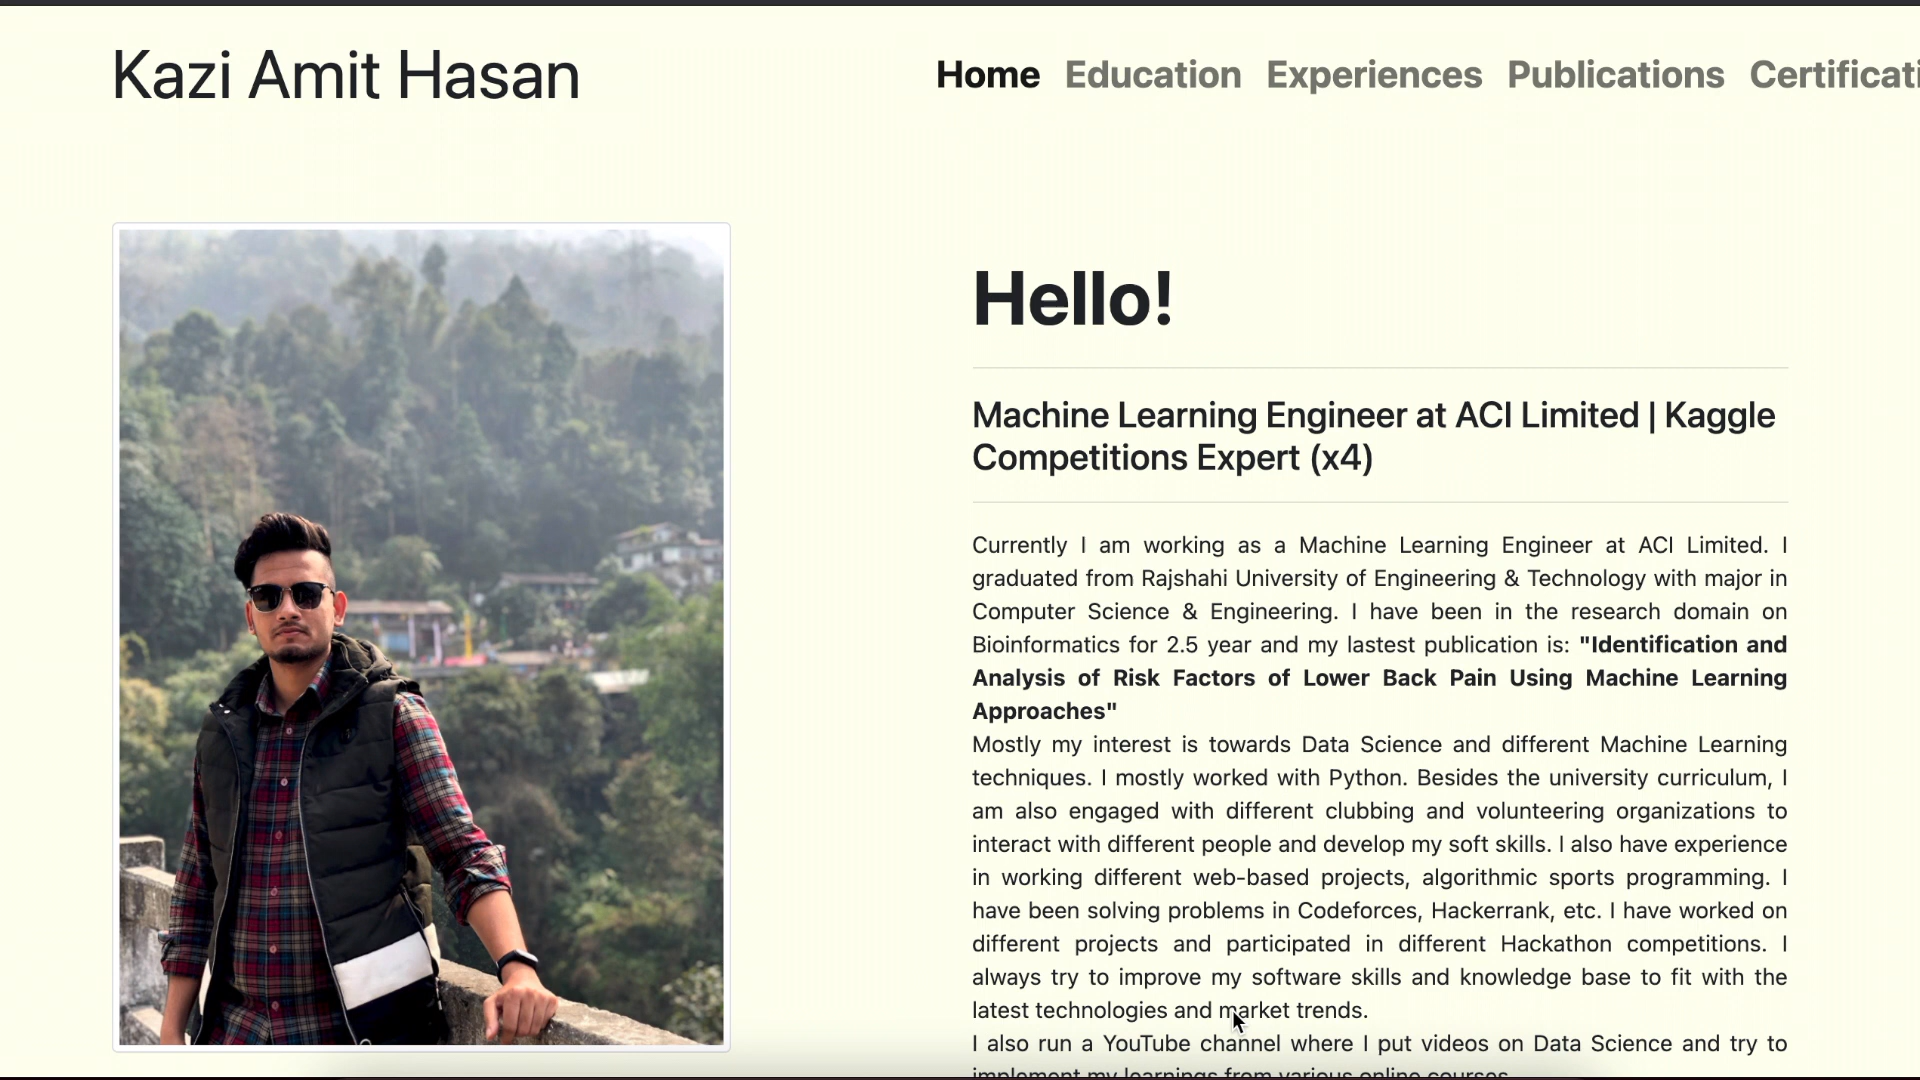 Kazi Amit Hasan
Home Education Experiences Publications Certificati
Hello!
Machine Learning Engineer at ACI Limited | Kaggle
Competitions Expert (x4)
Currently I am working as a Machine Learning Engineer at ACI Limited. I
graduated from Rajshahi University of Engineering & Technology with major in
Computer Science & Engineering. I have been in the research domain on
Bioinformatics for 2.5 year and my lastest publication is: "Identification and
Analysis of Risk Factors of Lower Back Pain Using Machine Learning
Approaches"
Mostly my interest is towards Data Science and different Machine Learning
techniques. I mostly worked with Python. Besides the university curriculum, I
am also engaged with different clubbing and volunteering organizations to
interact with different people and develop my soft skills. I also have experience
in working different web-based projects, algorithmic sports programming. I
have been solving problems in Codeforces, Hackerrank, etc. I have worked on
different projects and participated in different Hackathon competitions. I
always try to improve my software skills and knowledge base to fit with the
latest technologies and market trends.
I also run a YouTube channel where I put videos on Data Science and try to
implement my learnings from various online courses.